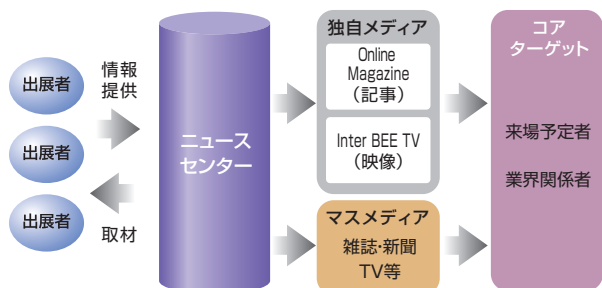 出展者
出展者
出展者
情報
提供
取材
ニュース
センター
独自メディア
Online
Magazine
（記事）
Inter BEE TV
（映像）
マスメディア
雑誌・新聞
TV等
コア
ターゲット
来場予定者
業界関係者